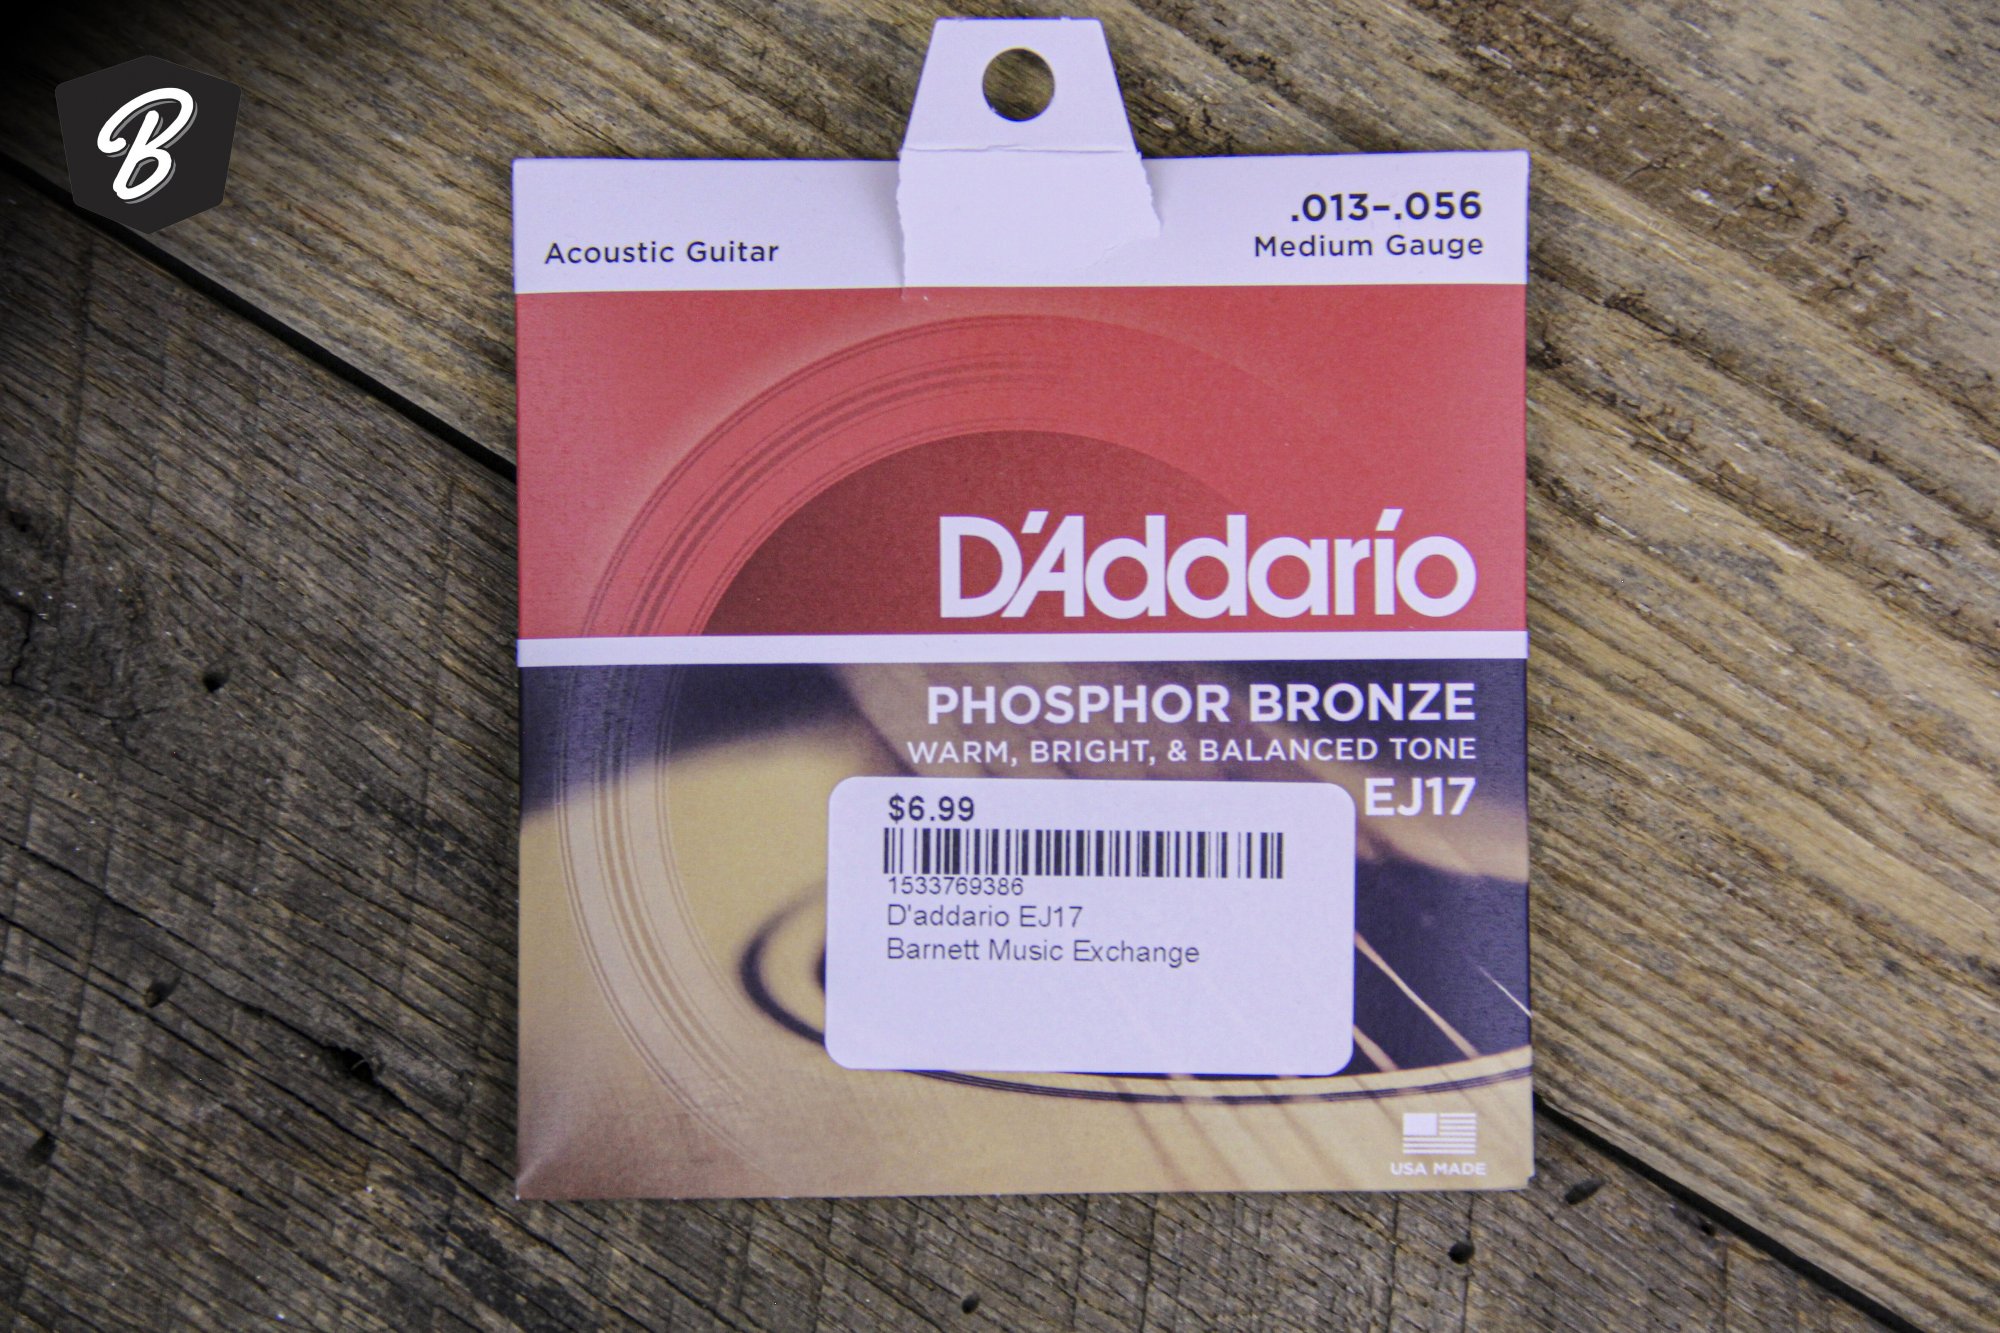 B
.013–.056
Acoustic Guitar
Medium Gauge
D'Addario
PHOSPHOR BRONZE
WARM, BRIGHT, & BALANCED TONE
EJ17
$6.99
1533769386
D'addario EJ17
Barnett Music Exchange
USA MADE